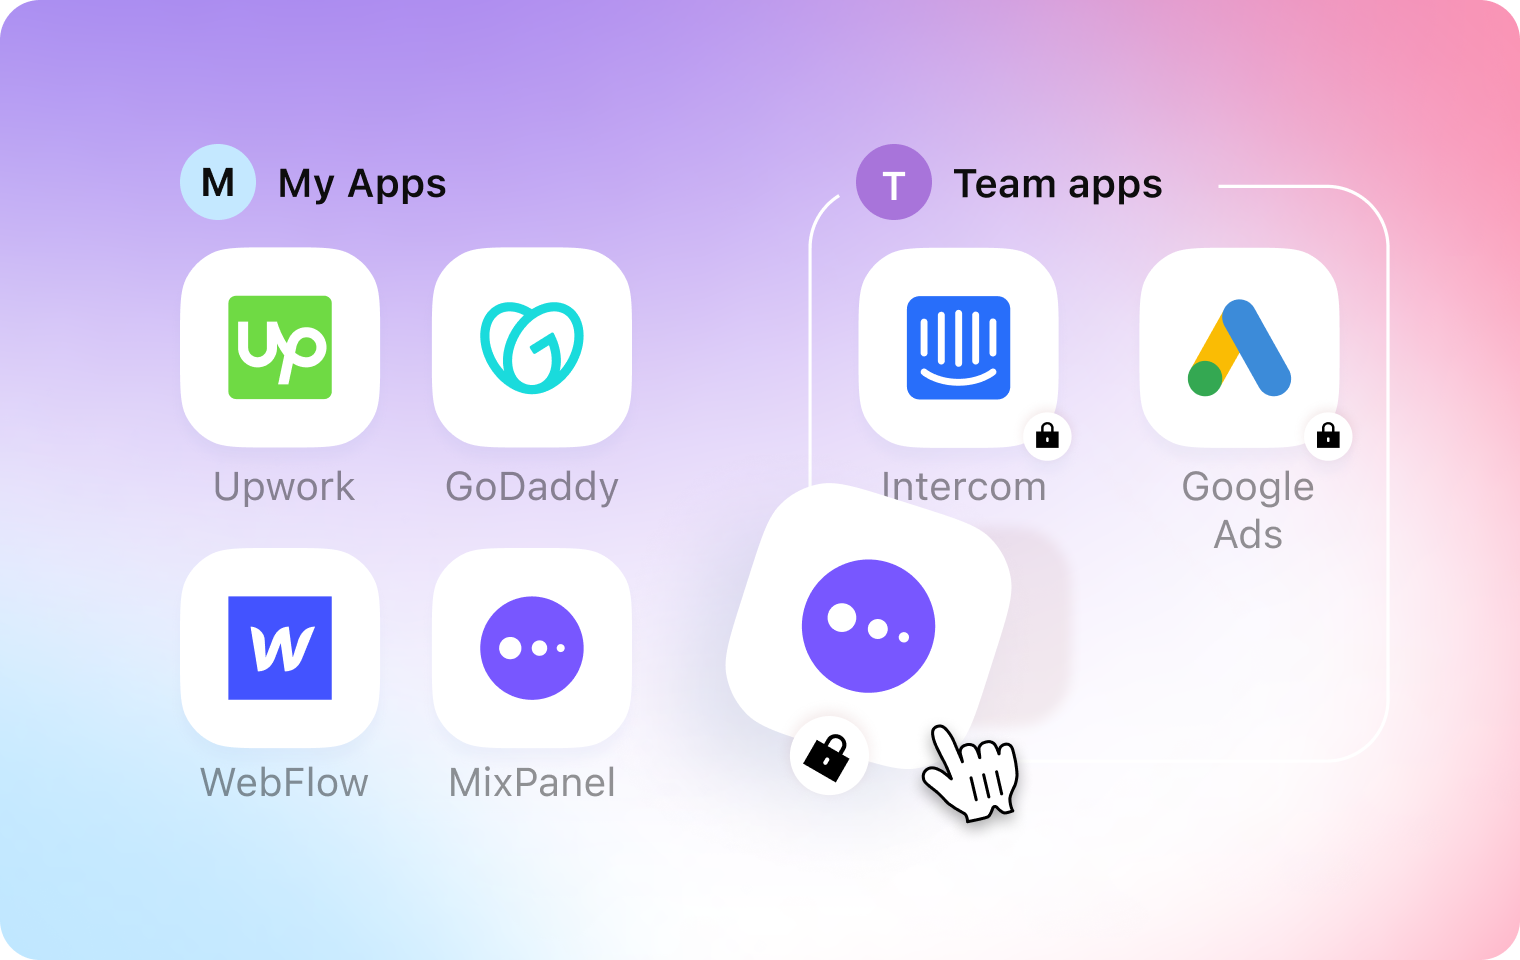 M My Apps
T Team apps
up
Upwork
G
GoDaddy
Intercom
Google
Ads
w
WebFlow
MixPanel